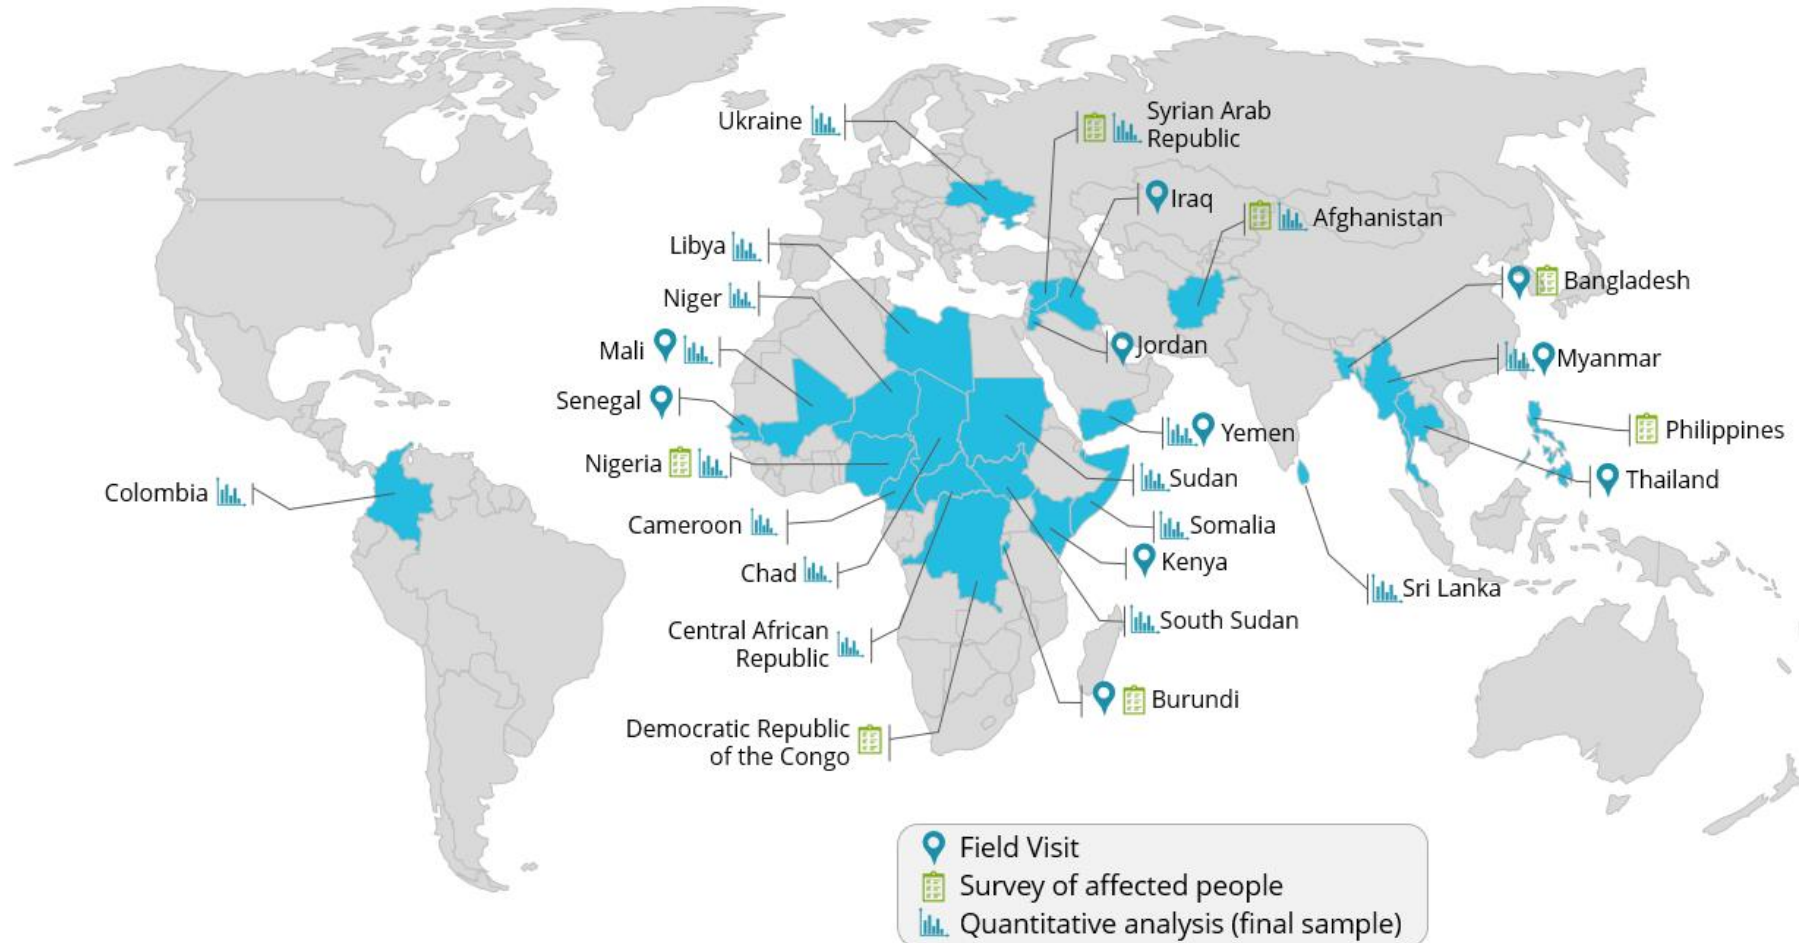 Ukraine
Syrian Arab
Republic
Iraq
Afghanistan
Libya
Bangladesh
Niger
Jordan
Mali
Myanmar
Senegal
Yemen
Philippines
Nigeria
Sudan
Thailand
Colombia
Cameroon
Somalia
Kenya
Chad
Sri Lanka
South Sudan
Central African
Republic
Burundi
Democratic Republic
of the Congo
Field Visit
Survey of affected people
Quantitative analysis (final sample)